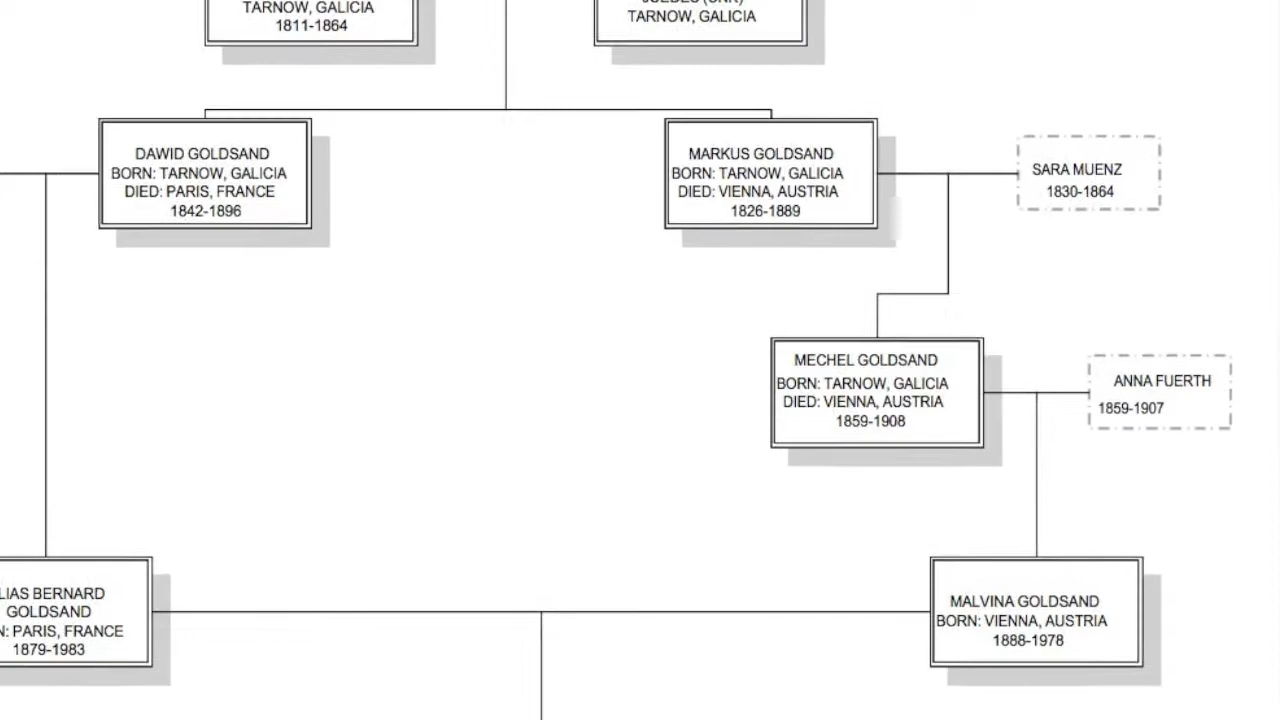 TARNOW, GALICIA
1811-1864
TARNOW, GALICIA
DAWID GOLDSAND
BORN: TARNOW, GALICIA
DIED: PARIS, FRANCE
1842-1896
MARKUS GOLDSAND
BORN: TARNOW, GALICIA
DIED: VIENNA, AUSTRIA
1826-1889
SARA MUENZ
1830-1864
MECHEL GOLDSAND
BORN: TARNOW, GALICIA
DIED: VIENNA, AUSTRIA
1859-1908
ANNA FUERTH
1859-1907
LIAS BERNARD
GOLDSAND
N: PARIS, FRANCE
1879-1983
MALVINA GOLDSAND
BORN: VIENNA, AUSTRIA
1888-1978